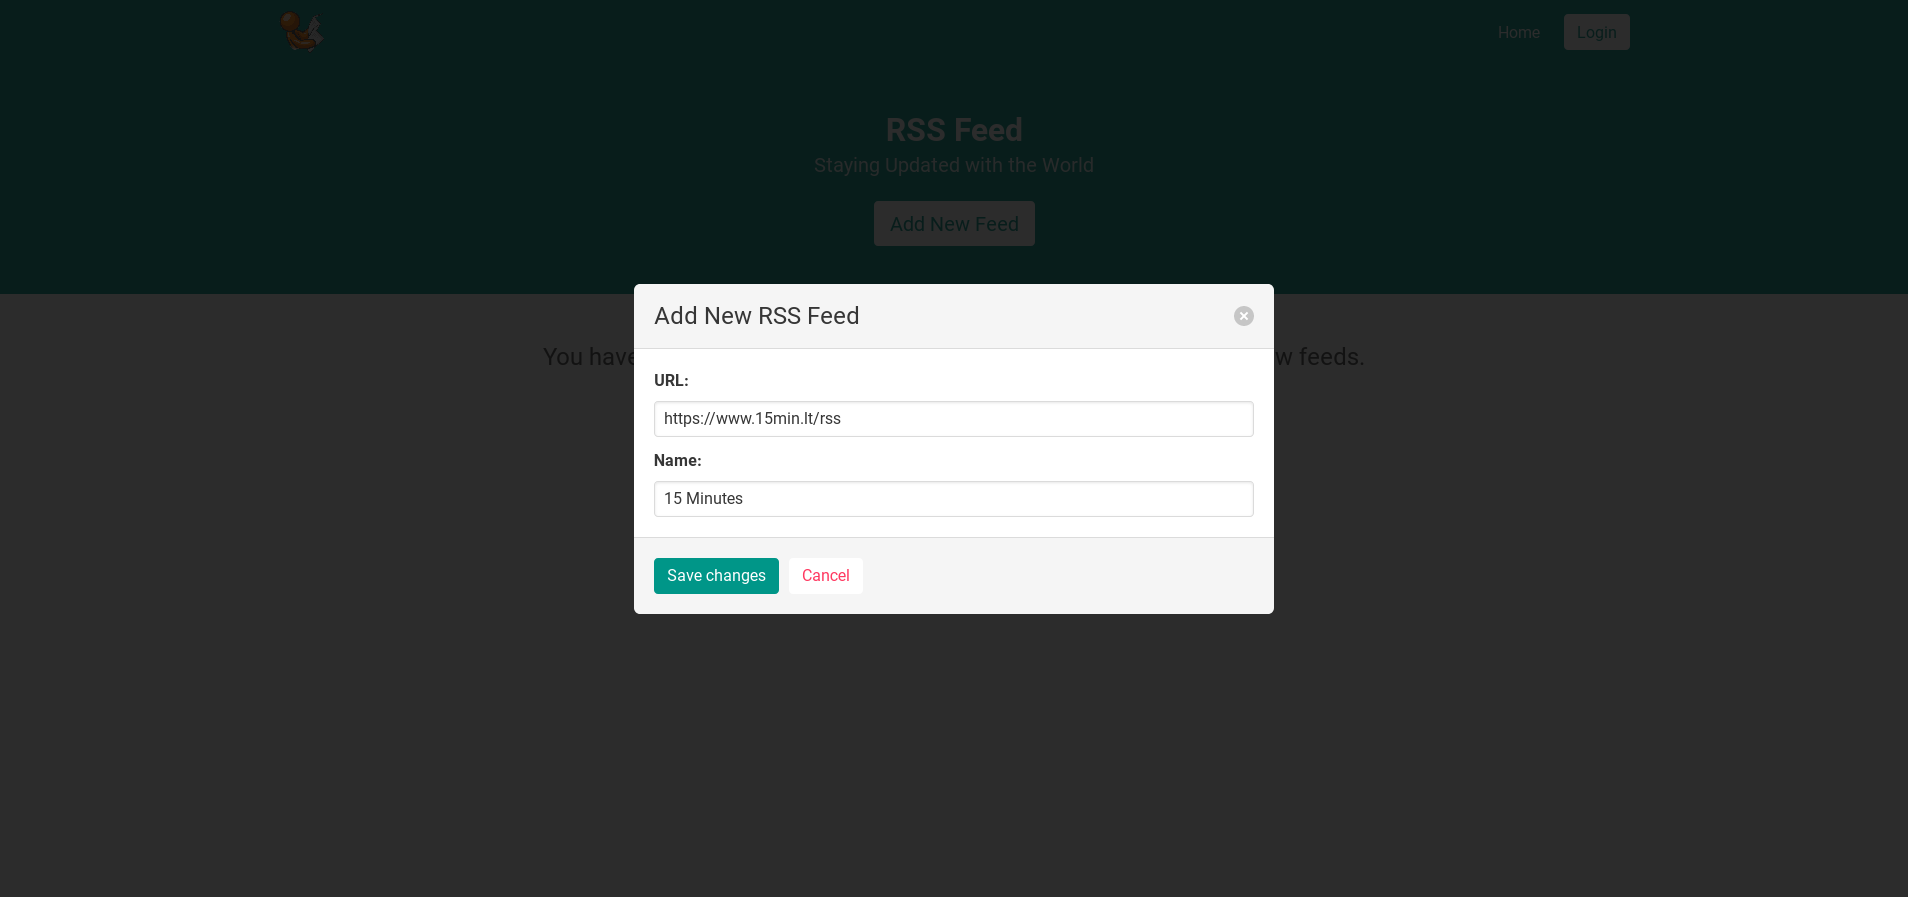 Home
Login
RSS Feed
Staying Updated with the World
Add New Feed
You have
w feeds.
Add New RSS Feed
URL:
https://www.15min.lt/rss
Name:
15 Minutes
Save changes
Cancel